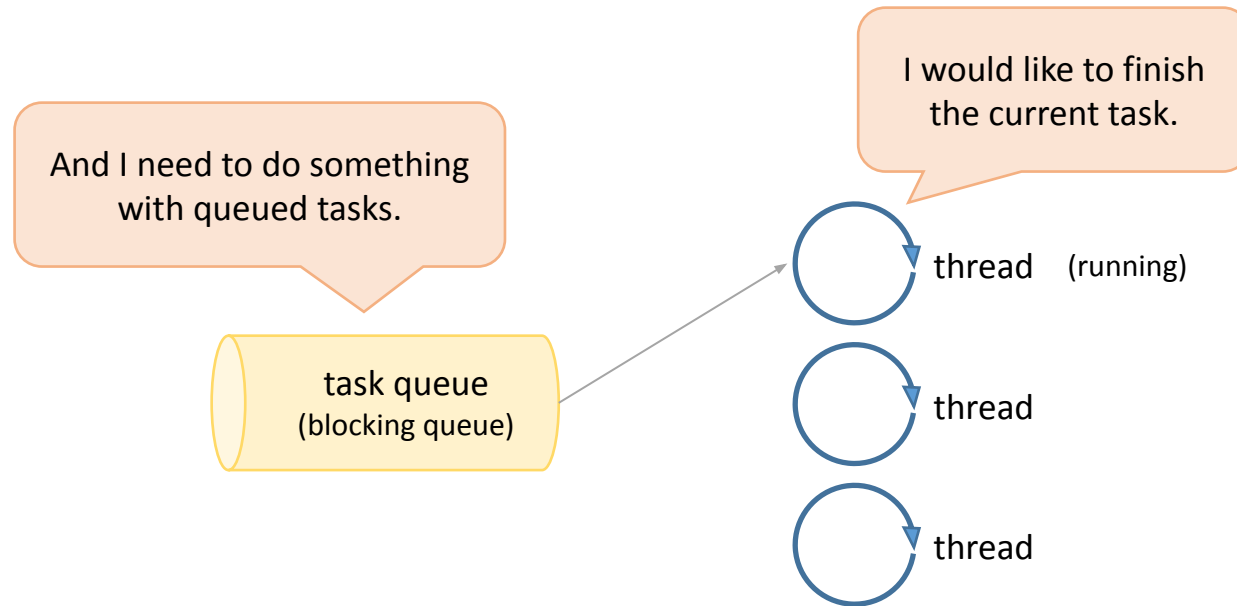 I would like to finish
the current task.
And I need to do something
with queued tasks.
thread (running)
task queue
(blocking queue)
thread
thread